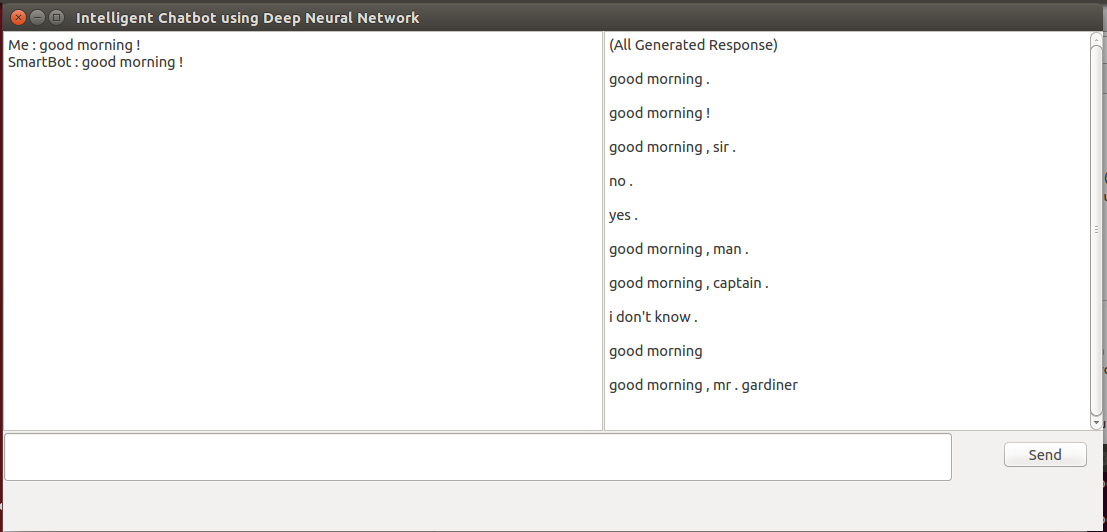 Intelligent Chatbot using Deep Neural Network
Me : good morning !
SmartBot : good morning !
(All Generated Response)
good morning .
good morning !
good morning , sir .
no .
yes .
good morning , man .
good morning , captain .
i don't know .
good morning
good morning , mr . gardiner
Send